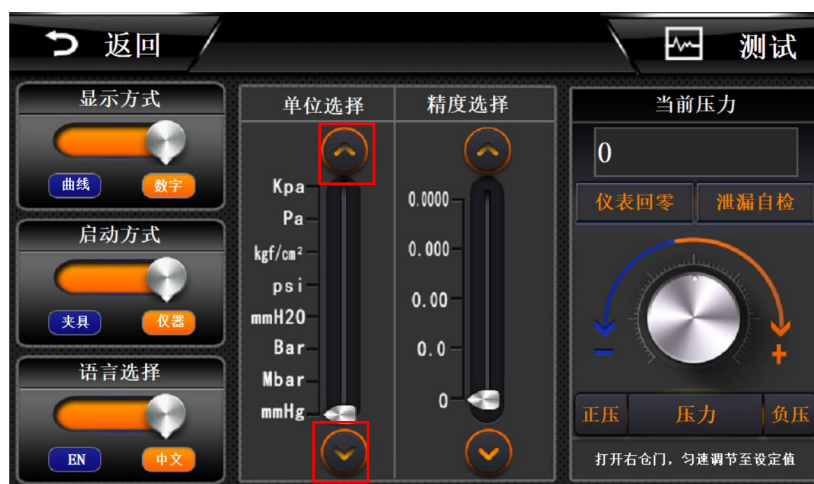 返回
测试
显示方式
曲线
数字
启动方式
夹具
仪器
语言选择
EN
中文
单位选择
Kpa
Pa
kgf/cm²
psi
mmH2O
Bar
Mbar
mmHg
精度选择
0.0000
0.000
0.00
0.0
0
当前压力
0
仪表回零
泄漏自检
－
+
正压
压力
负压
打开右仓门，匀速调节至设定值